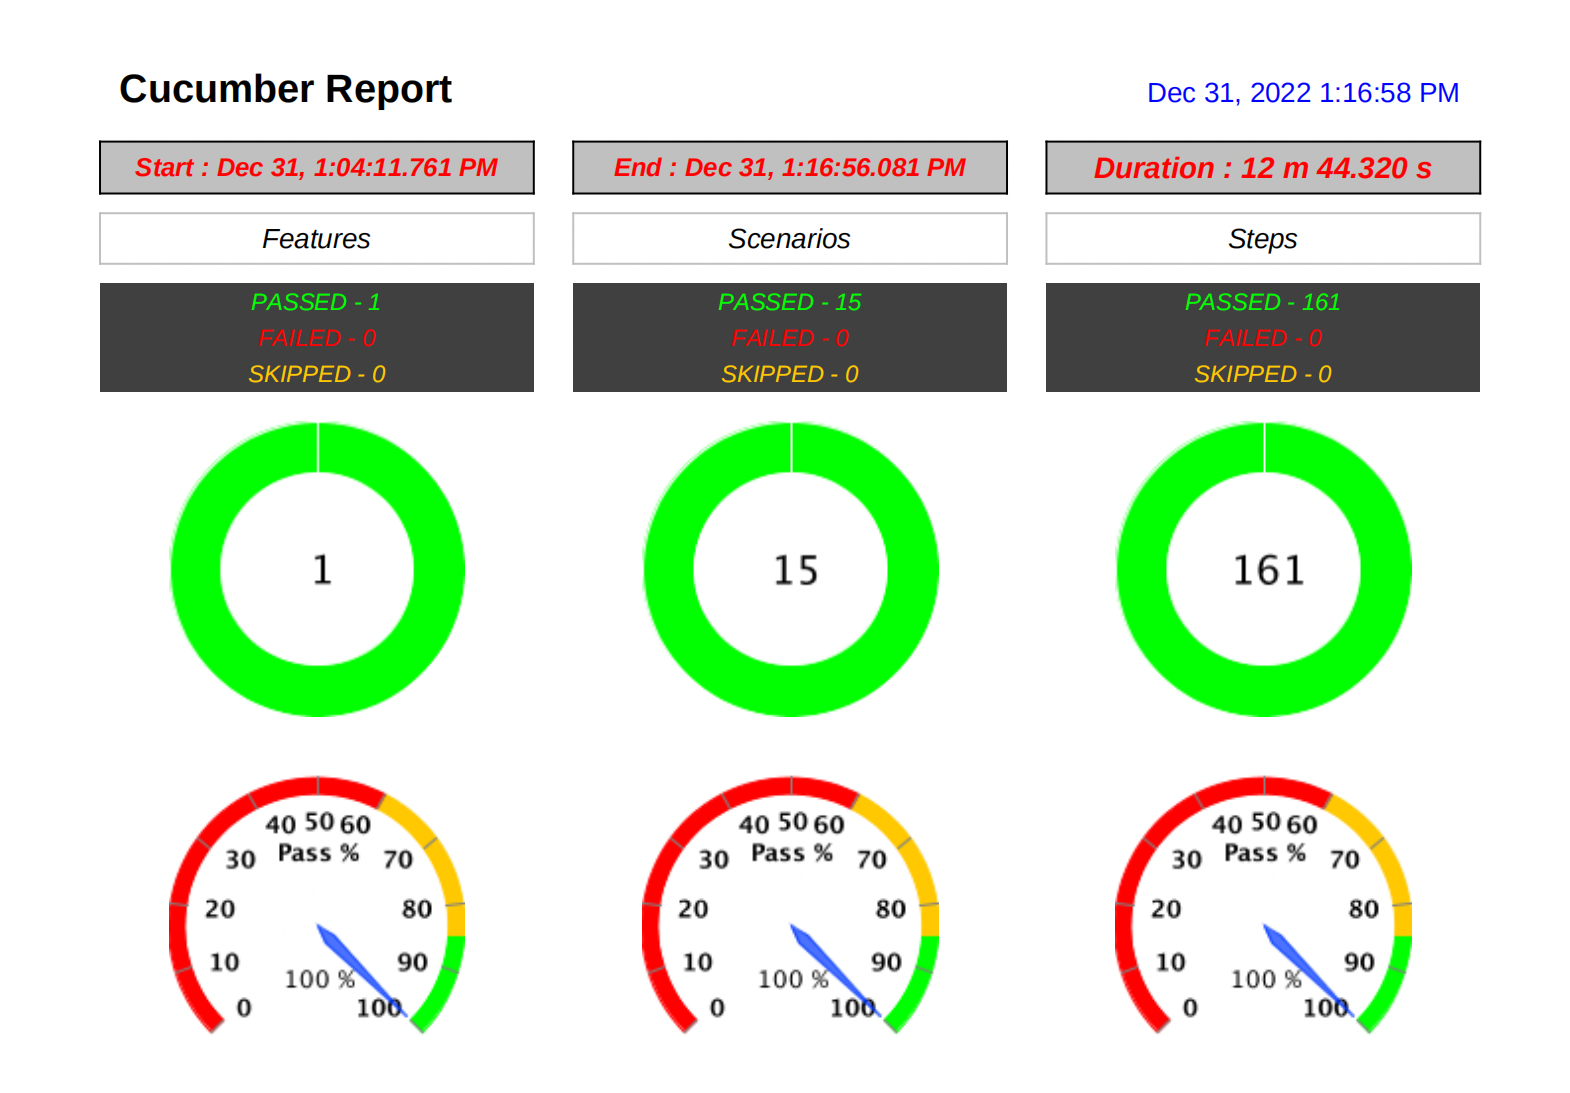 Cucumber Report
Dec 31, 2022 1:16:58 PM
Start : Dec 31, 1:04:11.761 PM
End : Dec 31, 1:16:56.081 PM
Duration : 12 m 44.320 s
Features
Scenarios
Steps
PASSED - 1
FAILED - 0
SKIPPED - 0
PASSED - 15
FAILED - 0
SKIPPED - 0
PASSED - 161
FAILED - 0
SKIPPED - 0
1
15
161
0 10 20 30 40 50 60 70 80 90 100
Pass %
100 %
0 10 20 30 40 50 60 70 80 90 100
Pass %
100 %
0 10 20 30 40 50 60 70 80 90 100
Pass %
100 %